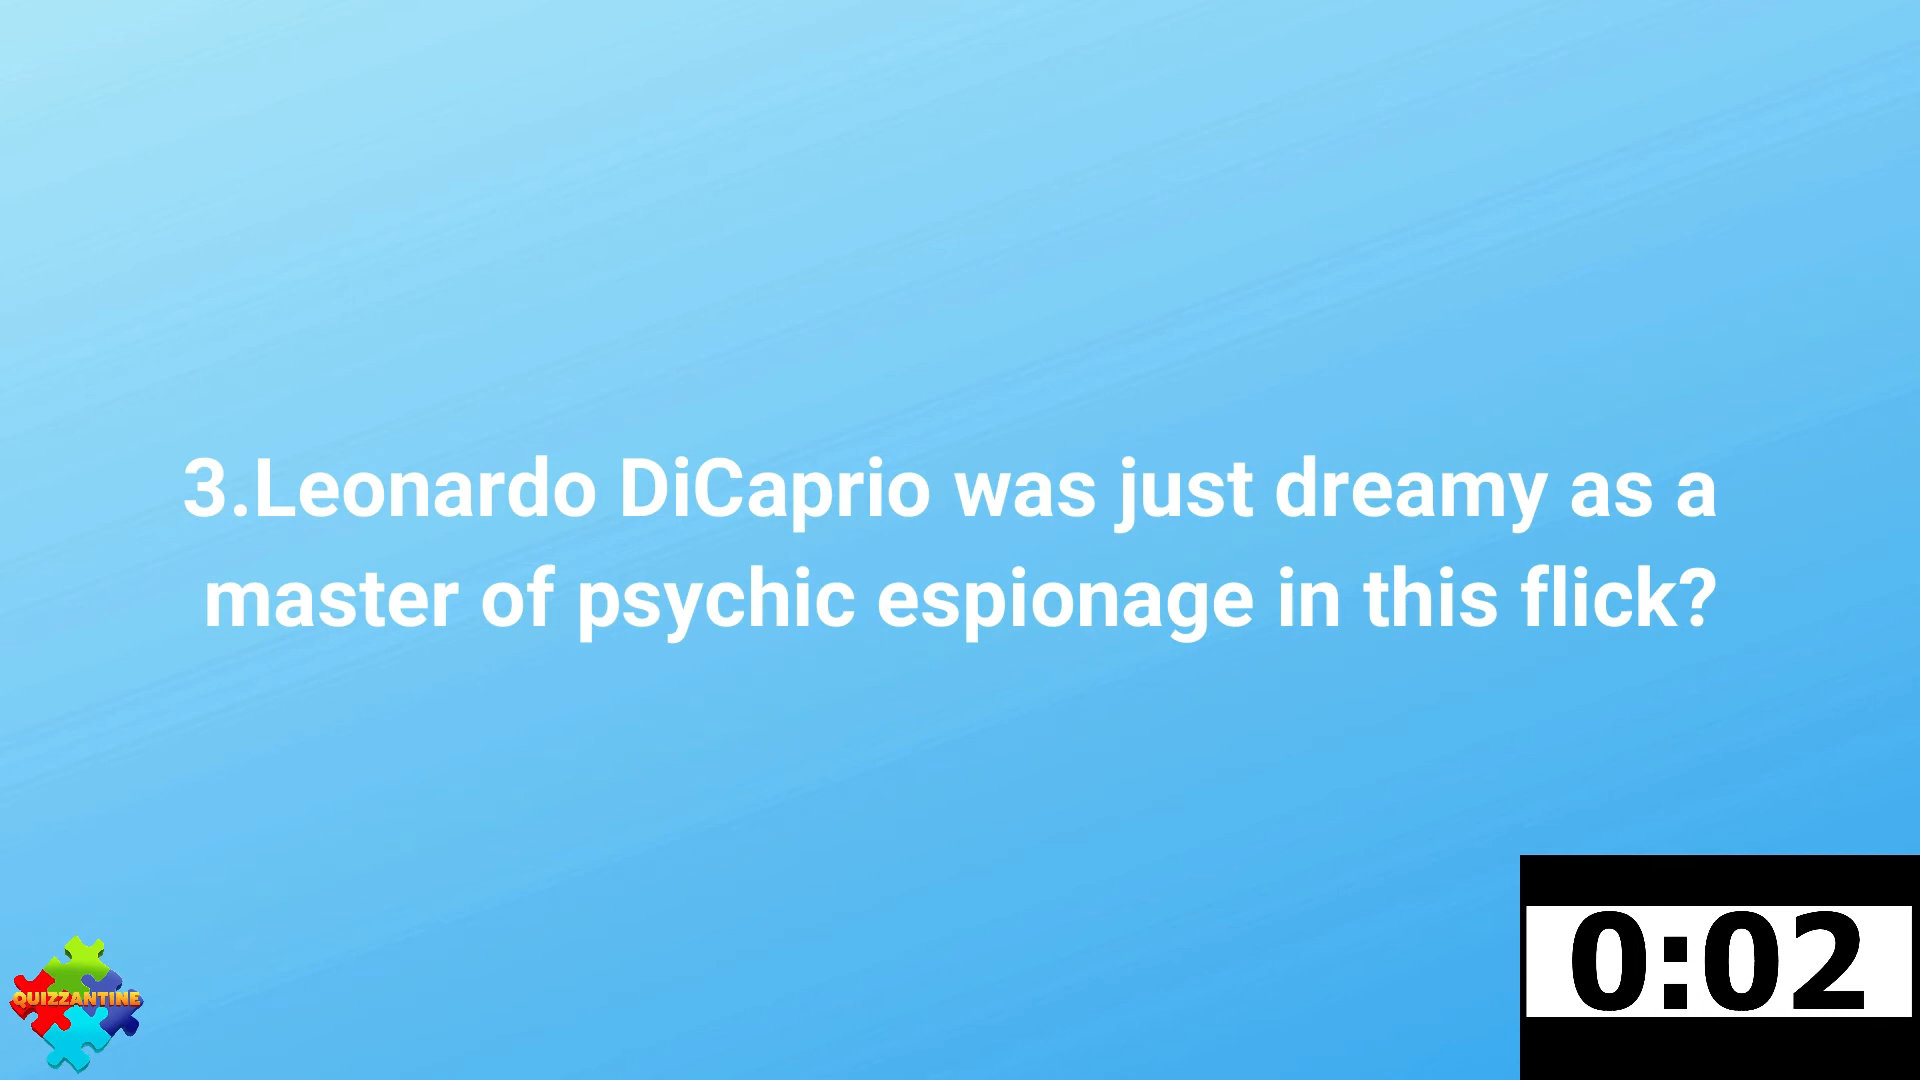 3.Leonardo DiCaprio was just dreamy as a
master of psychic espionage in this flick?
QUIZZANTINE
0:02